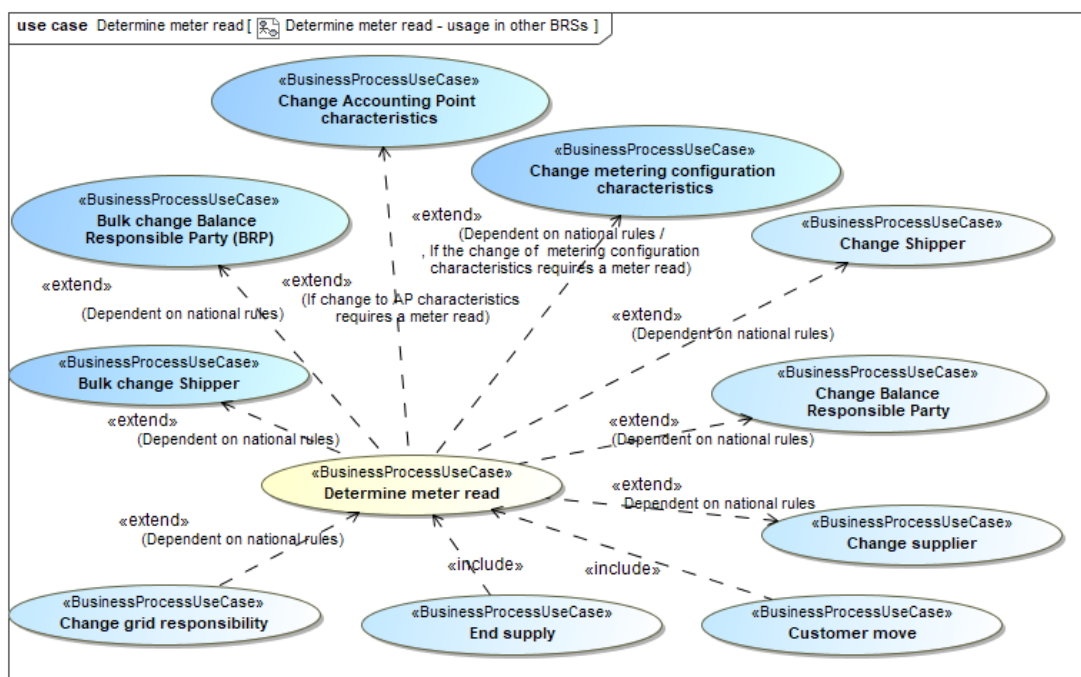 use case Determine meter read [ Determine meter read - usage in other BRSs ]
«BusinessProcessUseCase»
Change Accounting Point
characteristics
«BusinessProcessUseCase»
Change metering configuration
characteristics
«BusinessProcessUseCase»
Bulk change Balance
Responsible Party (BRP)
«extend»
(Dependent on national rules /
, If the change of metering configuration
characteristics requires a meter read)
«BusinessProcessUseCase»
Change Shipper
«extend»
(Dependent on national rules)
«extend»
(If change to AP characteristics
requires a meter read)
«extend»
(Dependent on national rules)
«BusinessProcessUseCase»
Bulk change Shipper
«extend»
(Dependent on national rules)
«BusinessProcessUseCase»
Change Balance
Responsible Party
«extend»
(Dependent on national rules)
«BusinessProcessUseCase»
Determine meter read
«extend»
Dependent on national rules
«BusinessProcessUseCase»
Change supplier
«extend»
(Dependent on national rules)
«include»
«include»
«BusinessProcessUseCase»
Change grid responsibility
«BusinessProcessUseCase»
End supply
«BusinessProcessUseCase»
Customer move